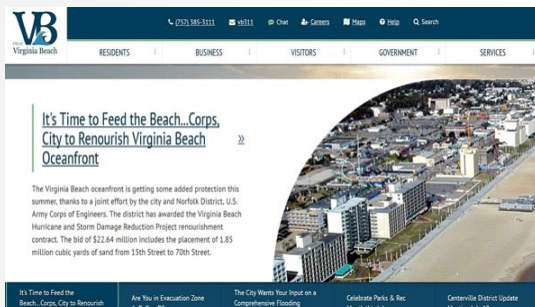 VB
Virginia Beach
(757) 385-3111 vb311 Chat Careers Maps Help Search
RESIDENTS BUSINESS VISITORS GOVERNMENT SERVICES
It's Time to Feed the Beach...Corps,
City to Renourish Virginia Beach
Oceanfront
»
The Virginia Beach oceanfront is getting some added protection this
summer, thanks to a joint effort by the city and Norfolk District, U.S.
Army Corps of Engineers. The district has awarded the Virginia Beach
Hurricane and Storm Damage Reduction Project renourishment
contract. The bid of $22.64 million includes the placement of 1.85
million cubic yards of sand from 15th Street to 70th Street.
It's Time to Feed the
Beach...Corps, City to Renourish
Are You in Evacuation Zone
The City Wants Your Input on a
Comprehensive Flooding
Celebrate Parks & Rec
Centerville District Update